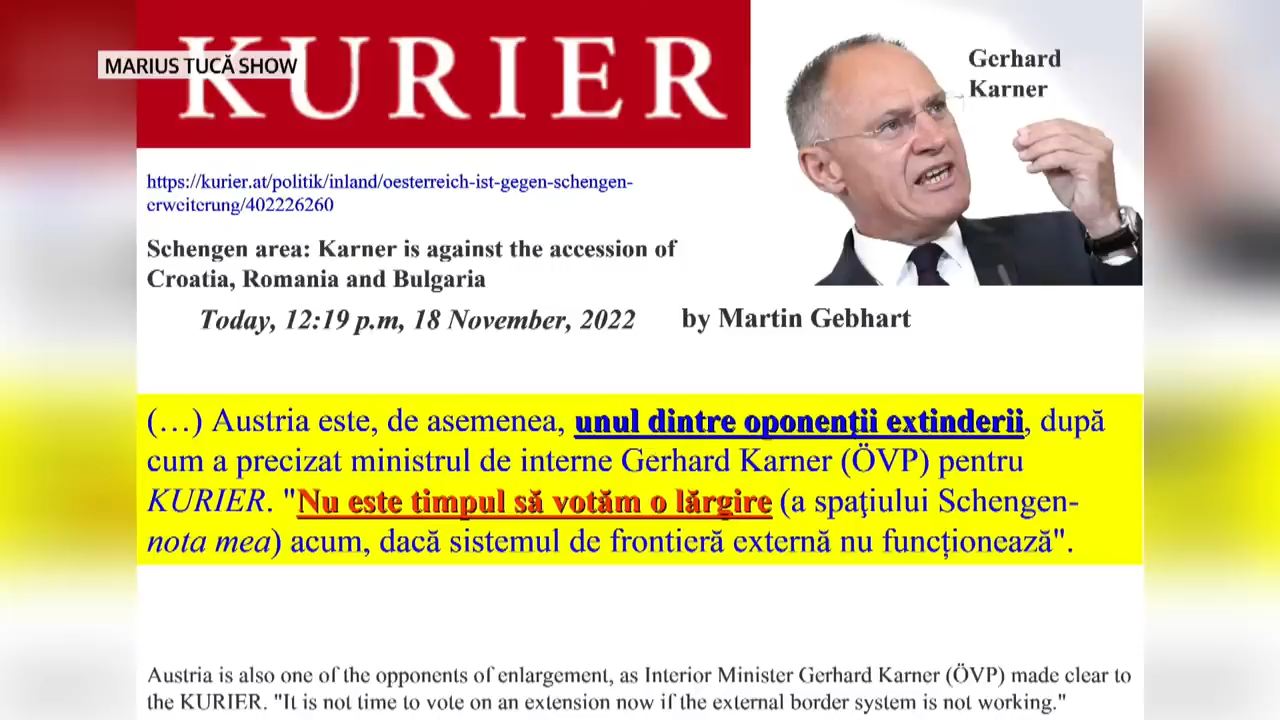 MARIUS TUCĂ SHOW
KURIER
Gerhard
Karner
https://kurier.at/politik/inland/oesterreich-ist-gegen-schengen-
erweiterung/402226260
Schengen area: Karner is against the accession of
Croatia, Romania and Bulgaria
Today, 12:19 p.m, 18 November, 2022 by Martin Gebhart
(…) Austria este, de asemenea, unul dintre oponenții extinderii, după
cum a precizat ministrul de interne Gerhard Karner (ÖVP) pentru
KURIER. "Nu este timpul să votăm o lărgire (a spaţiului Schengen-
nota mea) acum, dacă sistemul de frontieră externă nu funcționează".
Austria is also one of the opponents of enlargement, as Interior Minister Gerhard Karner (ÖVP) made clear to
the KURIER. "It is not time to vote on an extension now if the external border system is not working."